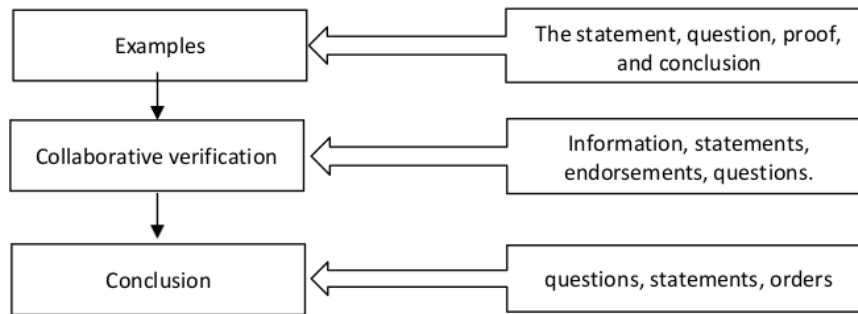 Examples
The statement, question, proof,
and conclusion
Collaborative verification
Information, statements,
endorsements, questions.
Conclusion
questions, statements, orders